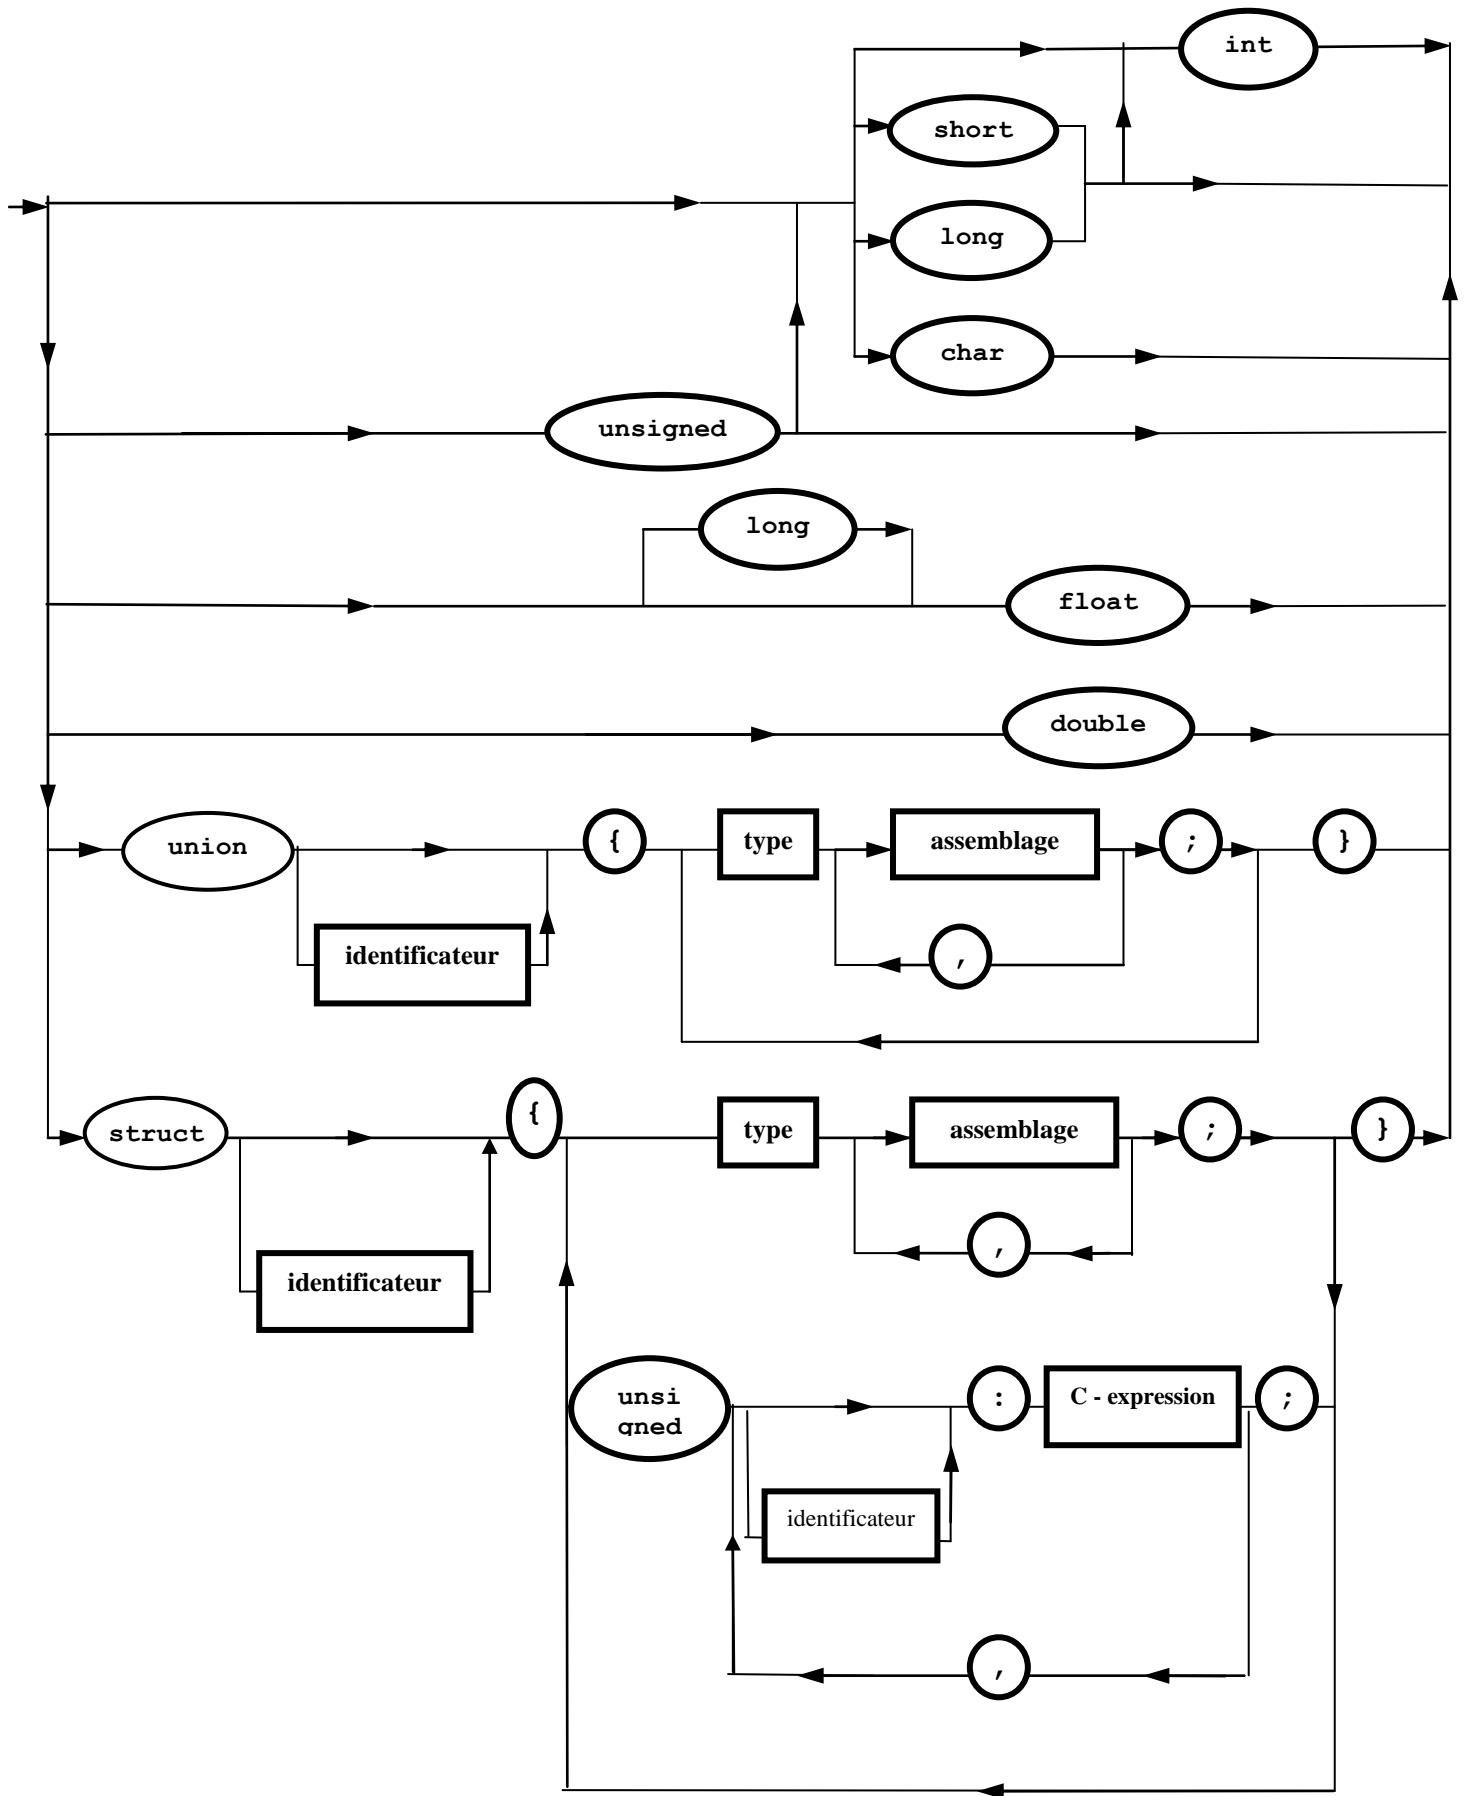 int
short
long
char
unsigned
long
float
double
union
{
type
assemblage
;
}
identificateur
,
struct
{
type
assemblage
;
}
,
identificateur
unsi
gned
:
C - expression
;
identificateur
,